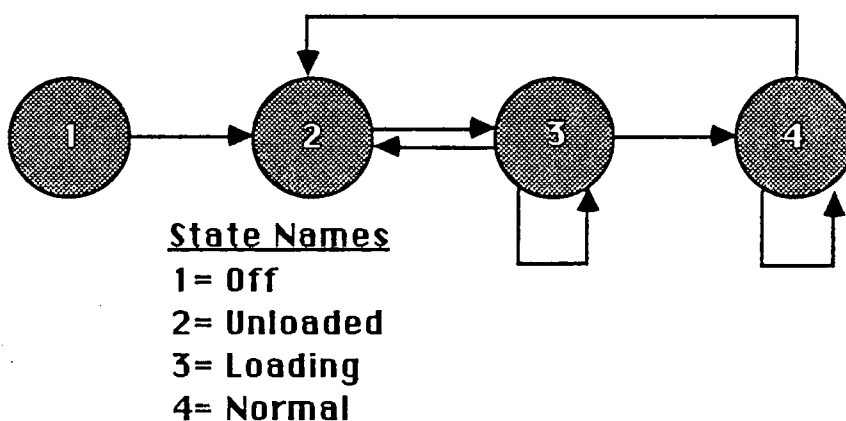 1
2
3
4
State Names
1= Off
2= Unloaded
3= Loading
4= Normal